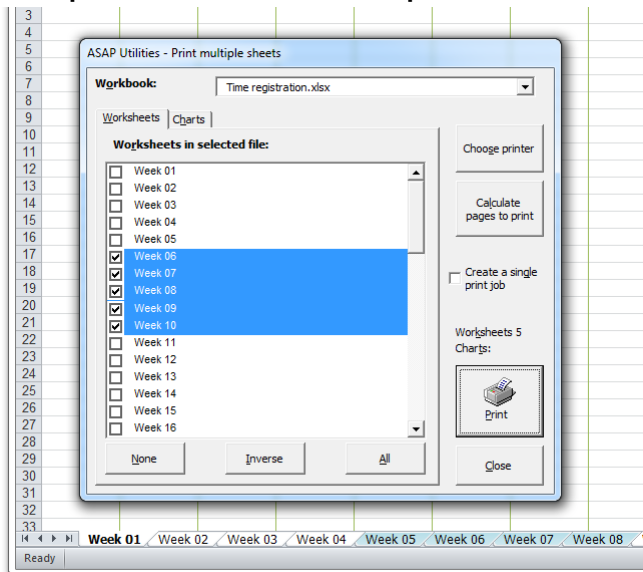 3
4
5
6
7
8
9
10
11
12
13
14
15
16
17
18
19
20
21
22
23
24
25
26
27
28
29
30
31
32
33
ASAP Utilities - Print multiple sheets
Workbook: Time registration.xlsx
Worksheets Charts
Worksheets in selected file:
Week 01
Week 02
Week 03
Week 04
Week 05
Week 06
Week 07
Week 08
Week 09
Week 10
Week 11
Week 12
Week 13
Week 14
Week 15
Week 16
None Inverse All
Choose printer
Calculate
pages to print
Create a single
print job
Worksheets 5
Charts:
Print
Close
Week 01 Week 02 Week 03 Week 04 Week 05 Week 06 Week 07 Week 08
Ready